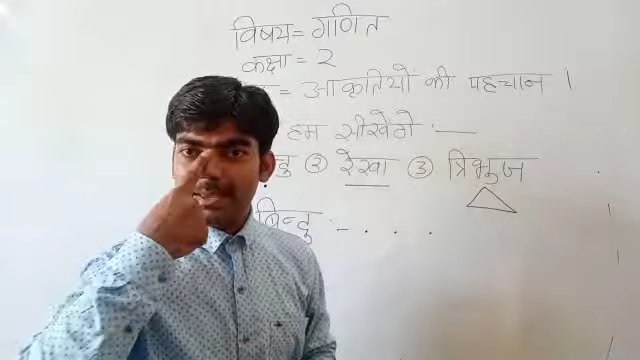 विषय = गणित
कक्षा = 2
= आकृतियों की पहचान ।
हम सीखेंगे :—
② रेखा ③ त्रिभुज
बिन्दु :- . . .